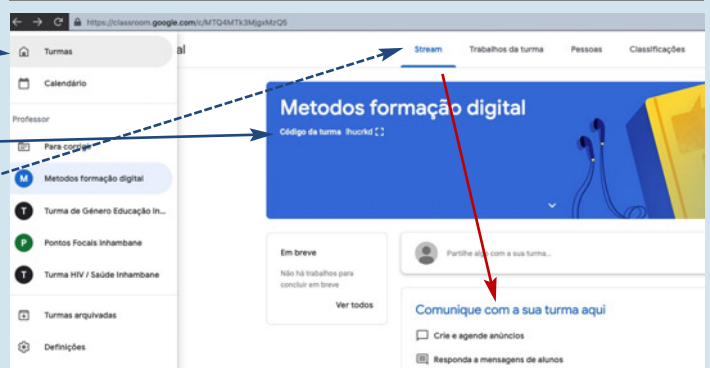 https://classroom.google.com/c/MTQ4MTk3MjgxMzQ5
Turmas
al
Stream
Trabalhos da turma
Pessoas
Classificações
Calendário
Professor
Para corrigir
Metodos formação digital
Turma de Género Educação In...
Pontos Focais Inhambane
Turma HIV / Saúde Inhambane
Turmas arquivadas
Definições
Metodos formação digital
Código da turma lhucrkd
Em breve
Não há trabalhos para
concluir em breve
Ver todos
Partilhe algo com a sua turma...
Comunique com a sua turma aqui
Crie e agende anúncios
Responda a mensagens de alunos
M
T
P
T